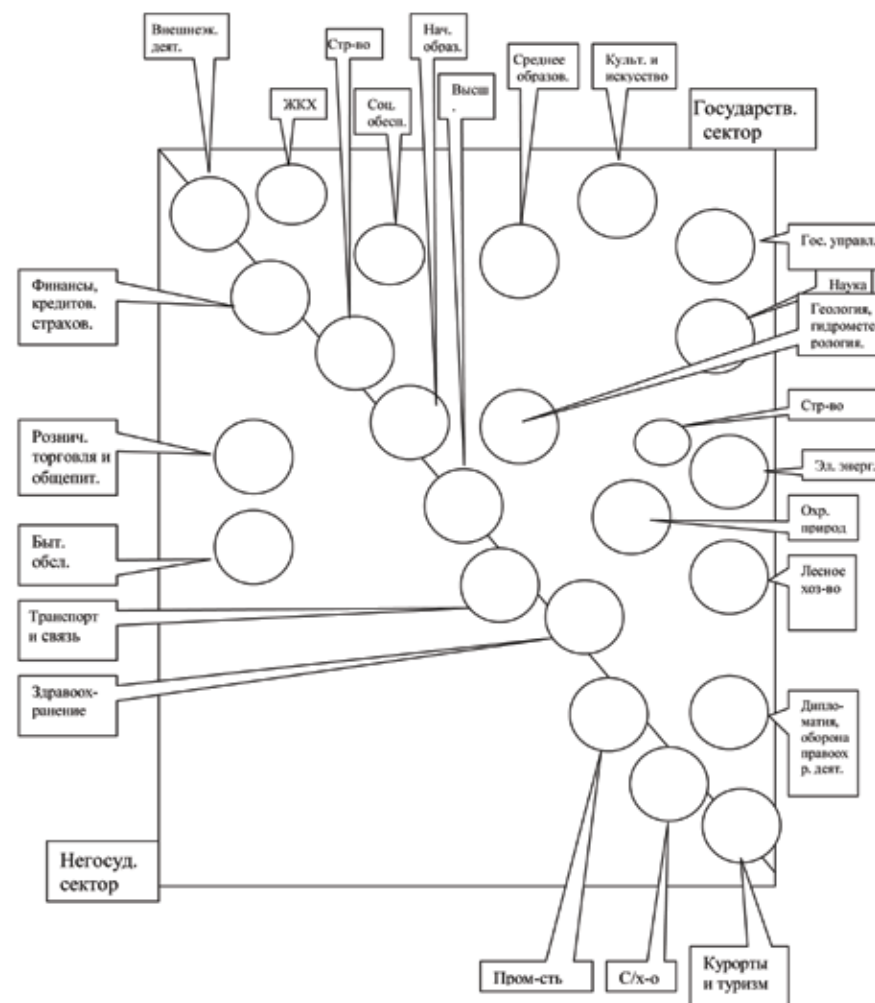 Внешнеэк.
деят.
Стр-во
Нач.
образ.
Среднее
образов.
Культ. и
искусство
ЖКХ
Соц.
обесп.
Высш
.
Государств.
сектор
Гос. управл.
Наука
Геология,
гидромете
рология.
Финансы,
кредитов.
страхов.
Стр-во
Рознич.
торговля и
общепит.
Эл. энерг.
Охр.
природ
Быт.
обсл.
Лесное
хоз-во
Транспорт
и связь
Здравоох-
ранение
Дипло-
матия,
оборона
правоох
р. деят.
Негосуд.
сектор
Пром-сть
С/х-о
Курорты
и туризм